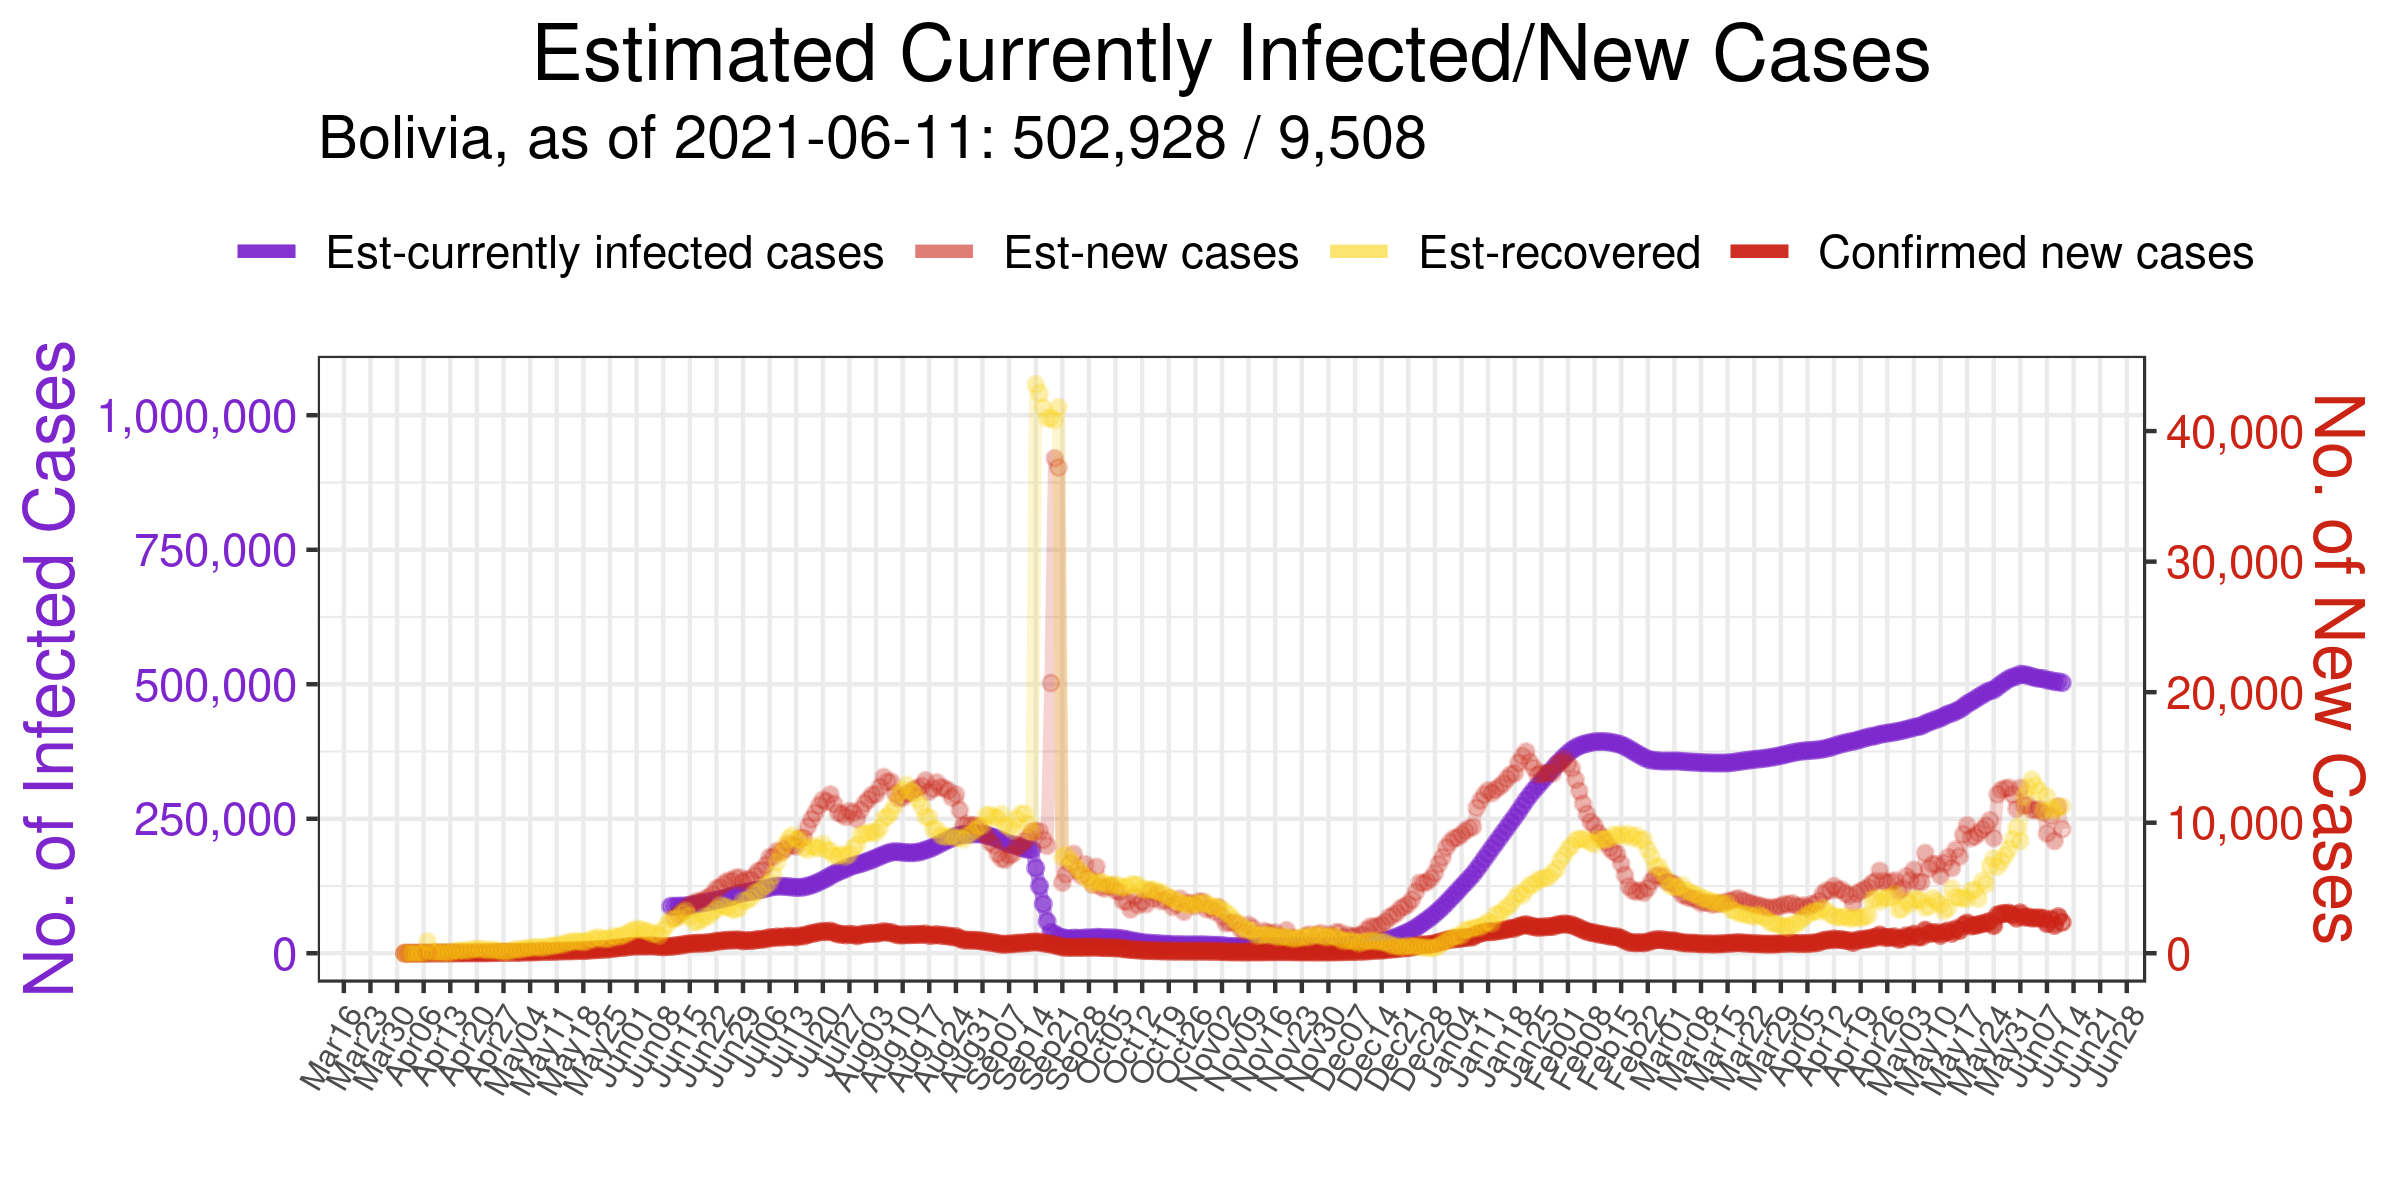 Estimated Currently Infected/New Cases
Bolivia, as of 2021-06-11: 502,928 / 9,508
Est-currently infected cases Est-new cases Est-recovered Confirmed new cases
No. of Infected Cases
1,000,000
750,000
500,000
250,000
0
40,000
30,000
20,000
10,000
0
No. of New Cases
Mar16 Mar23 Mar30 Apr06 Apr13 Apr20 Apr27 May04 May11 May18 May25 Jun01 Jun08 Jun15 Jun22 Jun29 Jul06 Jul13 Jul20 Jul27 Aug03 Aug10 Aug17 Aug24 Aug31 Sep07 Sep14 Sep21 Sep28 Oct05 Oct12 Oct19 Oct26 Nov02 Nov09 Nov16 Nov23 Nov30 Dec07 Dec14 Dec21 Dec28 Jan04 Jan11 Jan18 Jan25 Feb01 Feb08 Feb15 Feb22 Mar01 Mar08 Mar15 Mar22 Mar29 Apr05 Apr12 Apr19 Apr26 May03 May10 May17 May24 May31 Jun07 Jun14 Jun21 Jun28